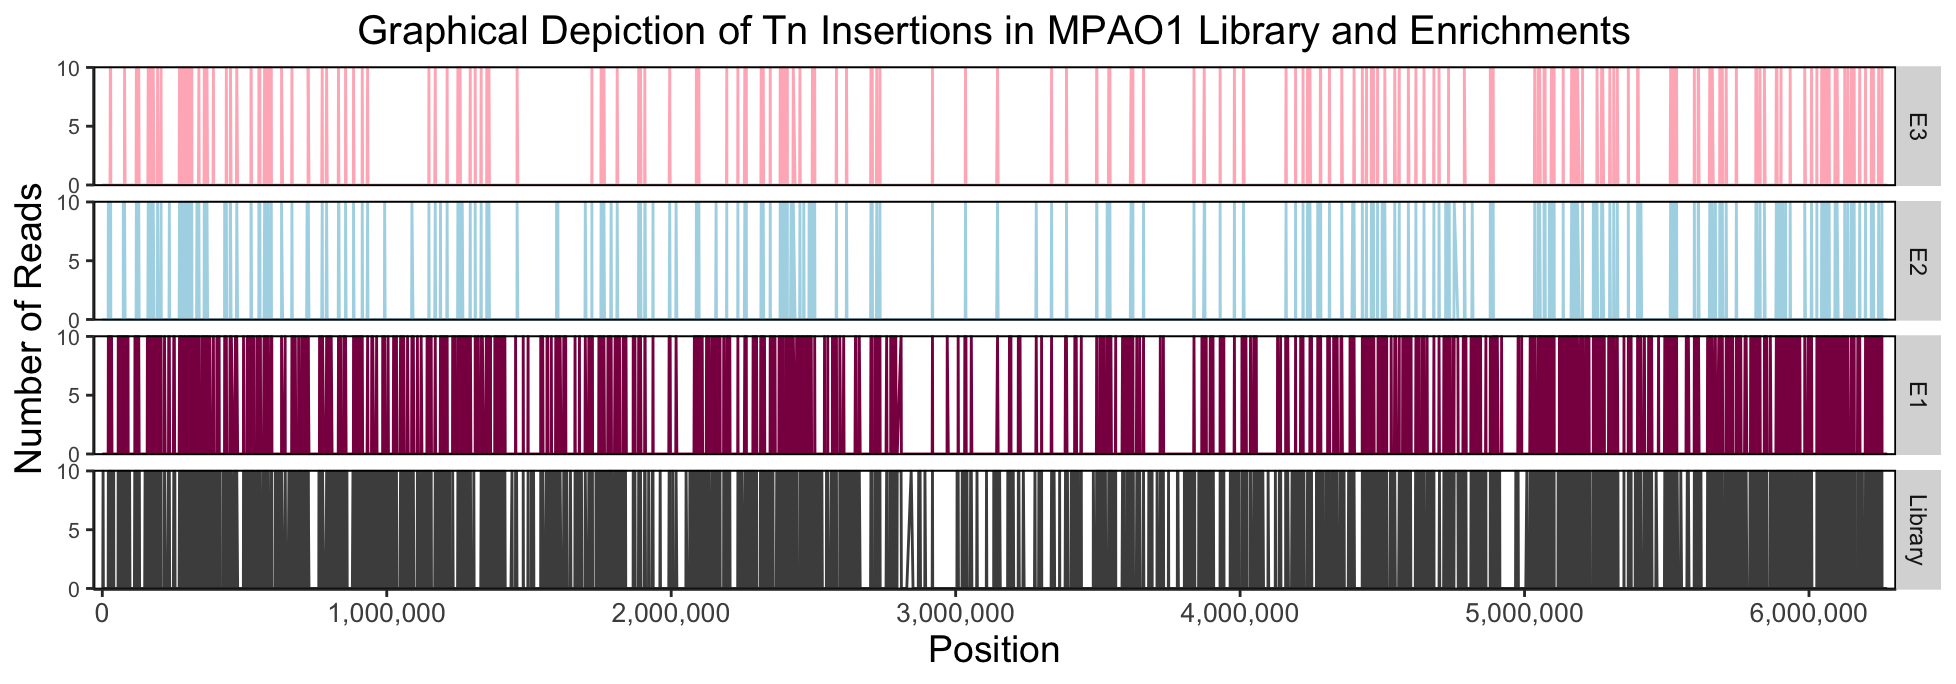 Graphical Depiction of Tn Insertions in MPAO1 Library and Enrichments
Number of Reads
10
5
0
E3
10
5
0
E2
10
5
0
E1
10
5
0
Library
0 1,000,000 2,000,000 3,000,000 4,000,000 5,000,000 6,000,000
Position